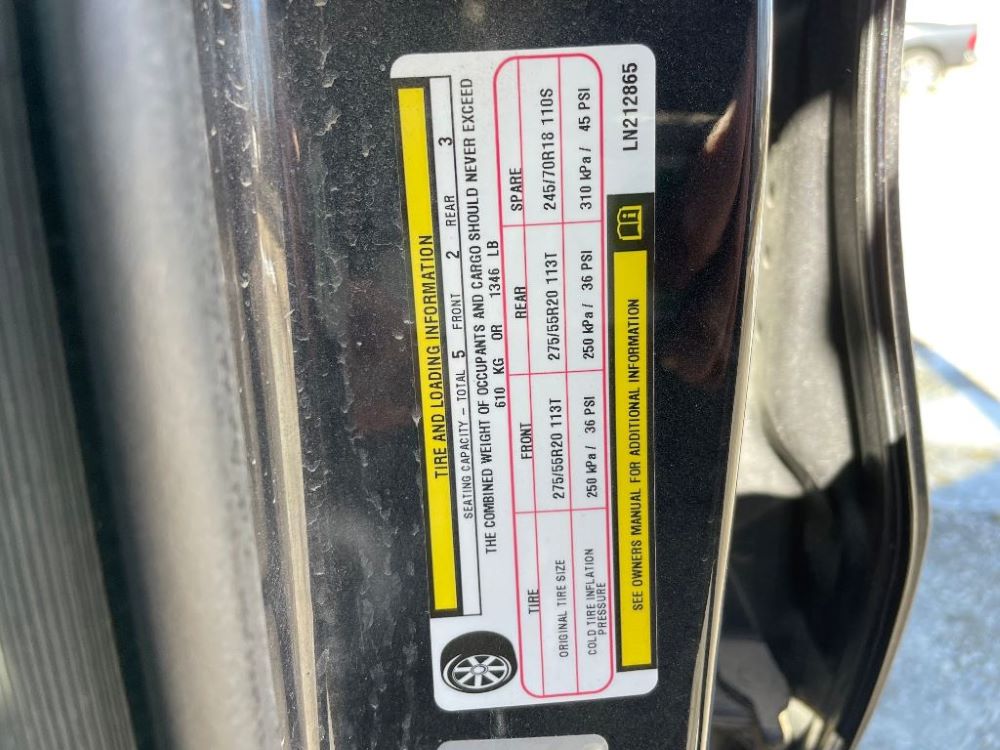 TIRE AND LOADING INFORMATION
SEATING CAPACITY – TOTAL 5 FRONT 2 REAR 3
THE COMBINED WEIGHT OF OCCUPANTS AND CARGO SHOULD NEVER EXCEED
610 KG OR 1346 LB
TIRE FRONT REAR SPARE
ORIGINAL TIRE SIZE 275/55R20 113T 275/55R20 113T 245/70R18 110S
COLD TIRE INFLATION PRESSURE 250 kPa / 36 PSI 250 kPa / 36 PSI 310 kPa / 45 PSI
SEE OWNERS MANUAL FOR ADDITIONAL INFORMATION
LN212865